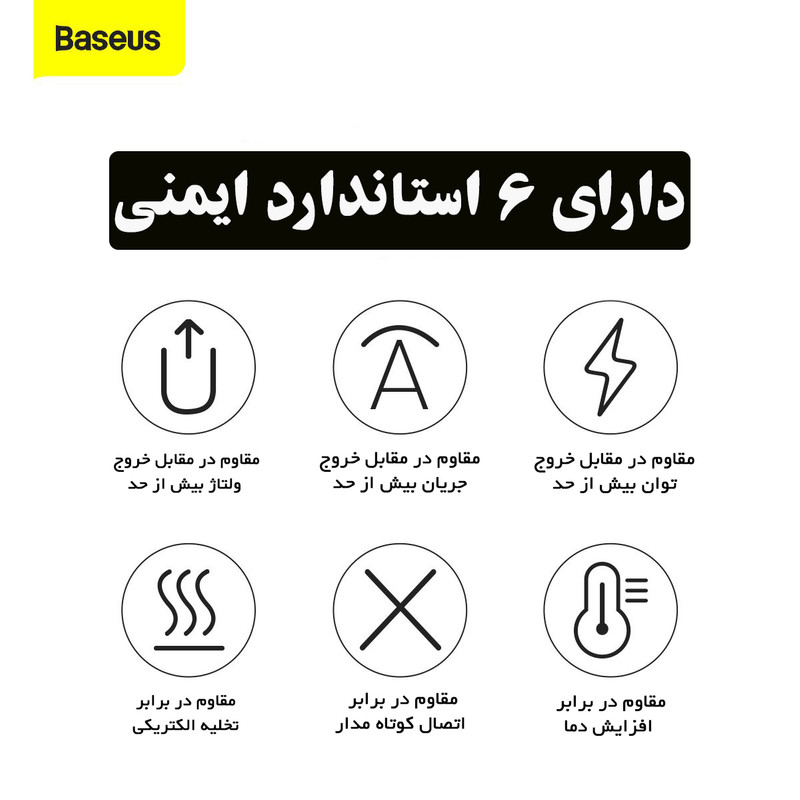 Baseus
دارای ۶ استاندارد ایمنی
مقاوم در مقابل خروج
توان بیش از حد
مقاوم در مقابل خروج
جریان بیش از حد
مقاوم در مقابل خروج
ولتاژ بیش از حد
مقاوم در برابر
افزایش دما
مقاوم در برابر
اتصال کوتاه مدار
مقاوم در برابر
تخلیه الکتریکی